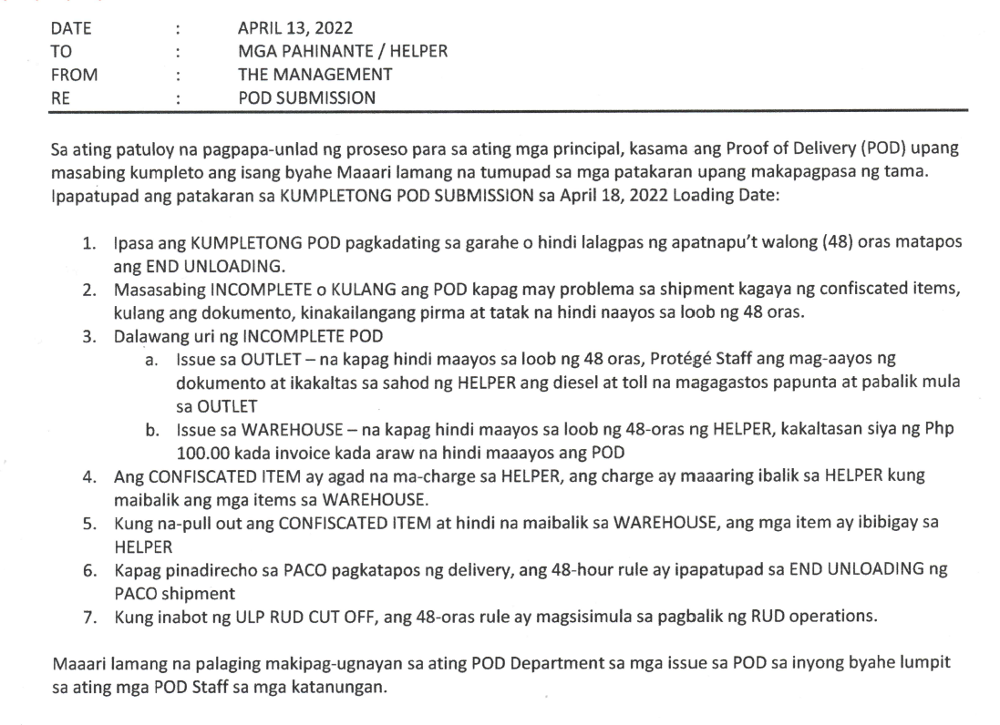 DATE : APRIL 13, 2022
TO : MGA PAHINANTE / HELPER
FROM : THE MANAGEMENT
RE : POD SUBMISSION
Sa ating patuloy na pagpapa-unlad ng proseso para sa ating mga principal, kasama ang Proof of Delivery (POD) upang
masabing kumpleto ang isang byahe Maaari lamang na tumupad sa mga patakaran upang makapagpasa ng tama.
Ipapatupad ang patakaran sa KUMPLETONG POD SUBMISSION sa April 18, 2022 Loading Date:
1. Ipasa ang KUMPLETONG POD pagkadating sa garahe o hindi lalagpas ng apatnapu't walong (48) oras matapos
ang END UNLOADING.
2. Masasabing INCOMPLETE o KULANG ang POD kapag may problema sa shipment kagaya ng confiscated items,
kulang ang dokumento, kinakailangang pirma at tatak na hindi naayos sa loob ng 48 oras.
3. Dalawang uri ng INCOMPLETE POD
a. Issue sa OUTLET – na kapag hindi maayos sa loob ng 48 oras, Protégé Staff ang mag-aayos ng
dokumento at ikakaltas sa sahod ng HELPER ang diesel at toll na magagastos papunta at pabalik mula
sa OUTLET
b. Issue sa WAREHOUSE – na kapag hindi maayos sa loob ng 48-oras ng HELPER, kakaltasan siya ng Php
100.00 kada invoice kada araw na hindi maaayos ang POD
4. Ang CONFISCATED ITEM ay agad na ma-charge sa HELPER, ang charge ay maaaring ibalik sa HELPER kung
maibalik ang mga items sa WAREHOUSE.
5. Kung na-pull out ang CONFISCATED ITEM at hindi na maibalik sa WAREHOUSE, ang mga item ay ibibigay sa
HELPER
6. Kapag pinadirecho sa PACO pagkatapos ng delivery, ang 48-hour rule ay ipapatupad sa END UNLOADING ng
PACO shipment
7. Kung inabot ng ULP RUD CUT OFF, ang 48-oras rule ay magsisimula sa pagbalik ng RUD operations.
Maaari lamang na palaging makipag-ugnayan sa ating POD Department sa mga issue sa POD sa inyong byahe lumpit
sa ating mga POD Staff sa mga katanungan.